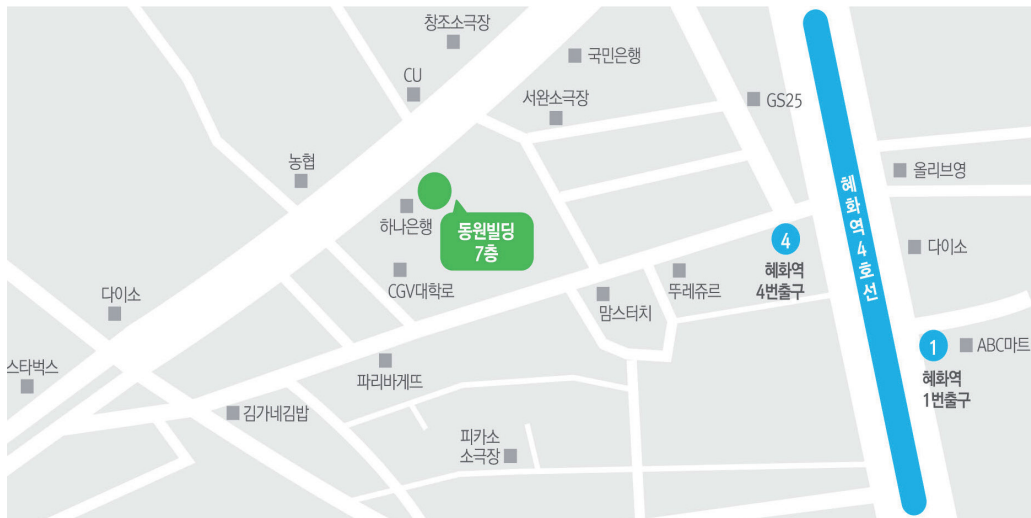 창조소극장
국민은행
CU
서완소극장
GS25
농협
올리브영
하나은행
동원빌딩
7층
혜화역4호선
4
혜화역
4번출구
다이소
CGV대학로
뚜레쥬르
다이소
맘스터치
1
ABC마트
혜화역
1번출구
스타벅스
파리바게뜨
김가네김밥
피카소
소극장